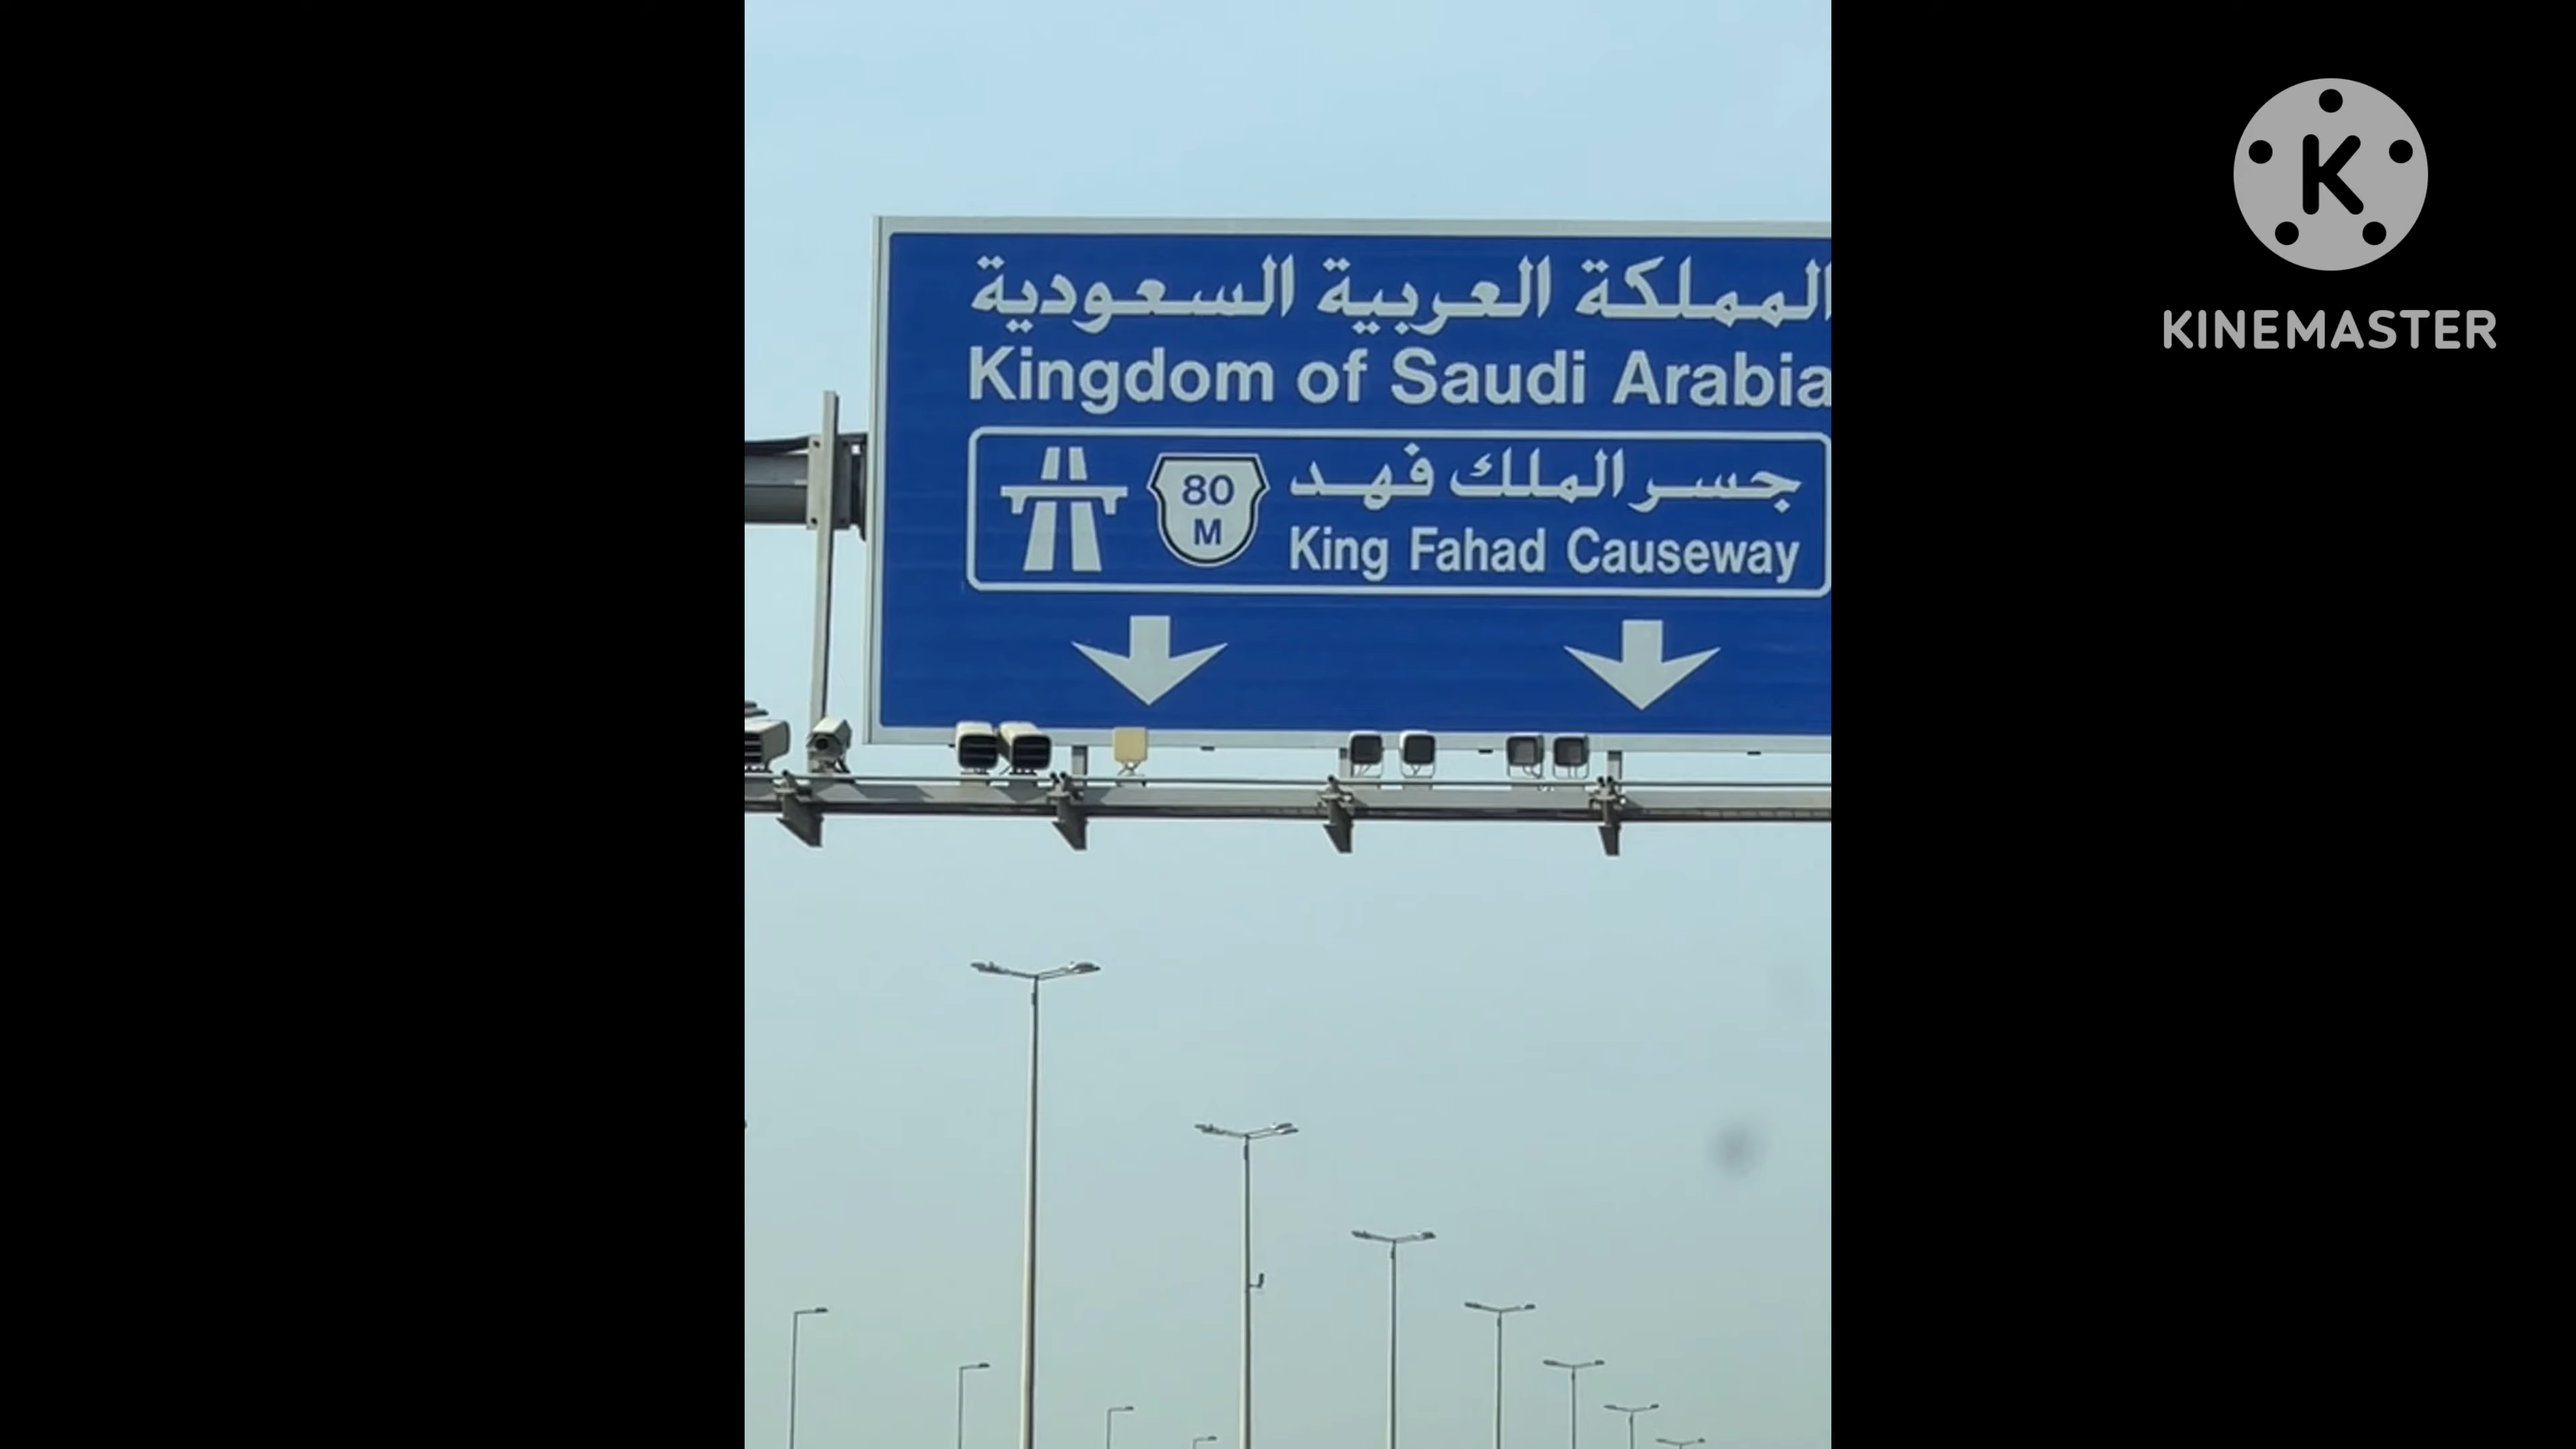 المملكة العربية السعودية
Kingdom of Saudi Arabia
80
M
جسر الملك فهد
King Fahad Causeway
K
KINEMASTER